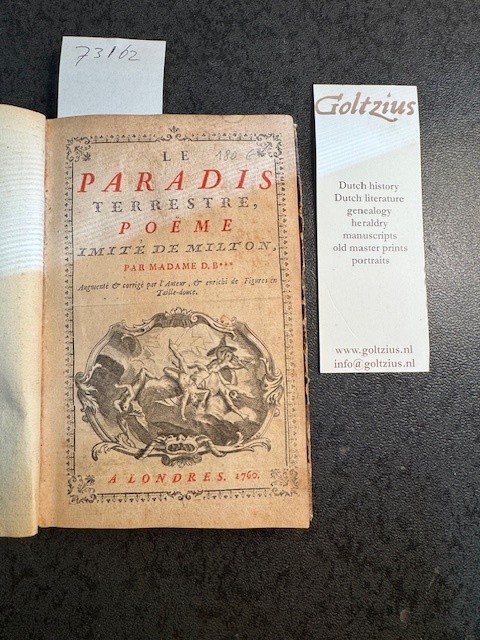 73162
LE
180 €
PARADIS
TERRESTRE,
POËME
IMITÉ DE MILTON,
PAR MADAME D. B***
Augmenté & corrigé par l'Auteur, & enrichi de Figures en
Taille-douce.
A LONDRES. 1760.
Goltzius
Dutch history
Dutch literature
genealogy
heraldry
manuscripts
old master prints
portraits
www.goltzius.nl
info@goltzius.nl